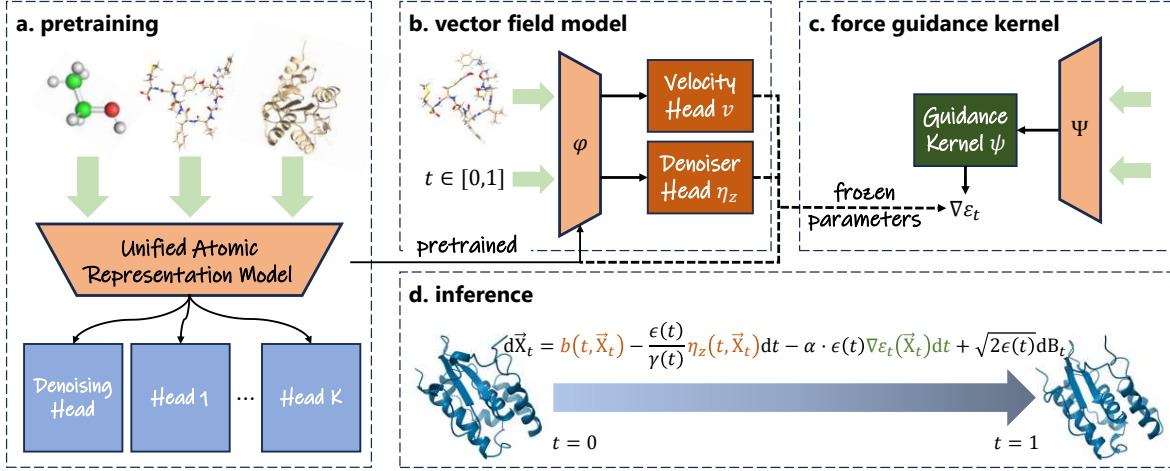 a. pretraining
Unified Atomic
Representation Model
Denoising
Head
Head 1
...
Head K
b. vector field model
t ∈ [0,1]
φ
Velocity
Head v
Denoiser
Head η_z
pretrained
frozen
parameters
c. force guidance kernel
Guidance
Kernel ψ
Ψ
∇ε_t
d. inference
dX⃗_t = b(t, X⃗_t) − ϵ(t)/γ(t) η_z(t, X⃗_t)dt − α · ϵ(t)∇ε_t(X⃗_t)dt + √2ϵ(t)dB_t
t = 0
t = 1